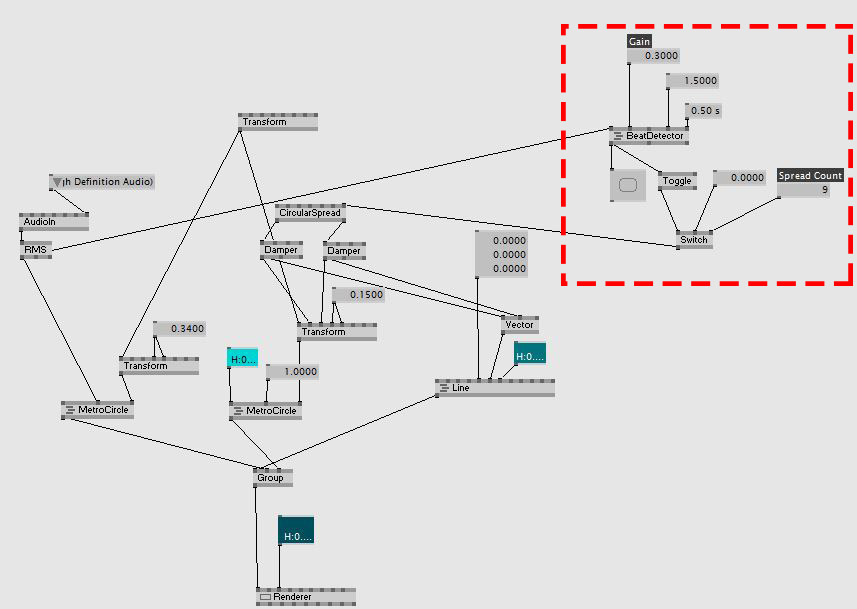 Gain
0.3000
1.5000
0.50 s
Transform
BeatDetector
Toggle
0.0000
Spread Count
9
Switch
gh Definition Audio)
AudioIn
RMS
CircularSpread
Damper
Damper
0.0000
0.0000
0.0000
0.1500
Transform
Vector
0.3400
Transform
H:0....
1.0000
H:0....
MetroCircle
MetroCircle
Line
Group
H:0....
Renderer